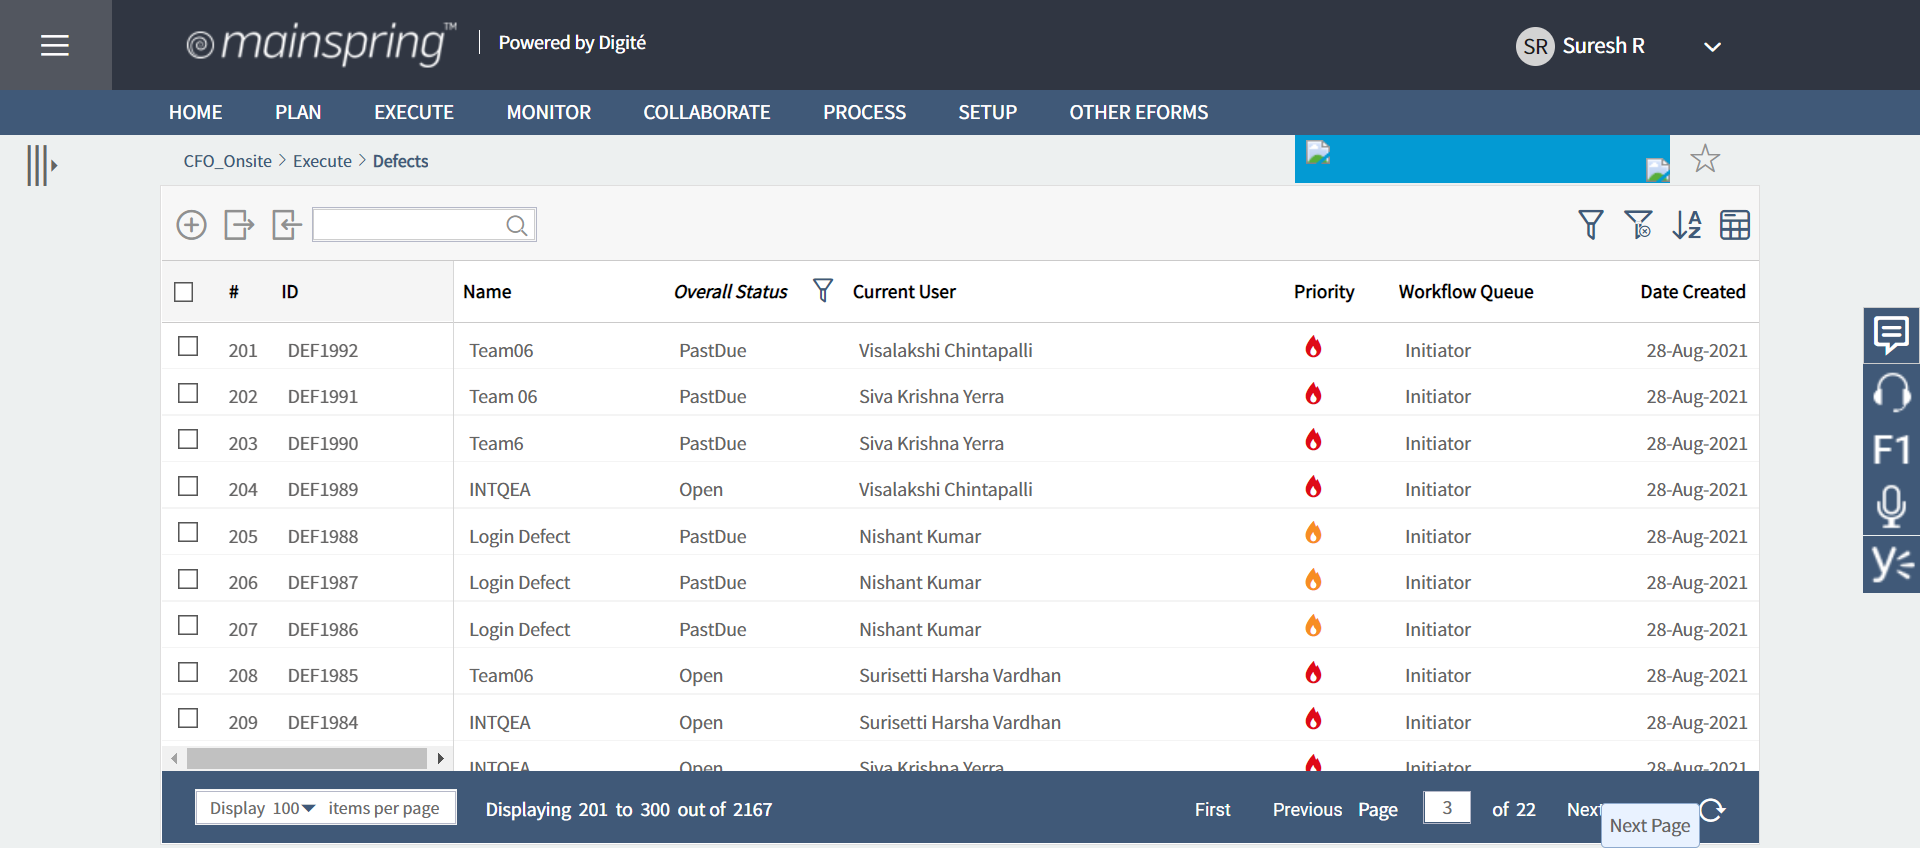 mainspring™ Powered by Digité
SR Suresh R
HOME PLAN EXECUTE MONITOR COLLABORATE PROCESS SETUP OTHER EFORMS
CFO_Onsite > Execute > Defects
# ID Name Overall Status Current User Priority Workflow Queue Date Created
201 DEF1992 Team06 PastDue Visalakshi Chintapalli Initiator 28-Aug-2021
202 DEF1991 Team 06 PastDue Siva Krishna Yerra Initiator 28-Aug-2021
203 DEF1990 Team6 PastDue Siva Krishna Yerra Initiator 28-Aug-2021
204 DEF1989 INTQEA Open Visalakshi Chintapalli Initiator 28-Aug-2021
205 DEF1988 Login Defect PastDue Nishant Kumar Initiator 28-Aug-2021
206 DEF1987 Login Defect PastDue Nishant Kumar Initiator 28-Aug-2021
207 DEF1986 Login Defect PastDue Nishant Kumar Initiator 28-Aug-2021
208 DEF1985 Team06 Open Surisetti Harsha Vardhan Initiator 28-Aug-2021
209 DEF1984 INTQEA Open Surisetti Harsha Vardhan Initiator 28-Aug-2021
INTQEA Open Siva Krishna Yerra Initiator 28-Aug-2021
Display 100 items per page Displaying 201 to 300 out of 2167 First Previous Page 3 of 22 Next
Next Page
F1